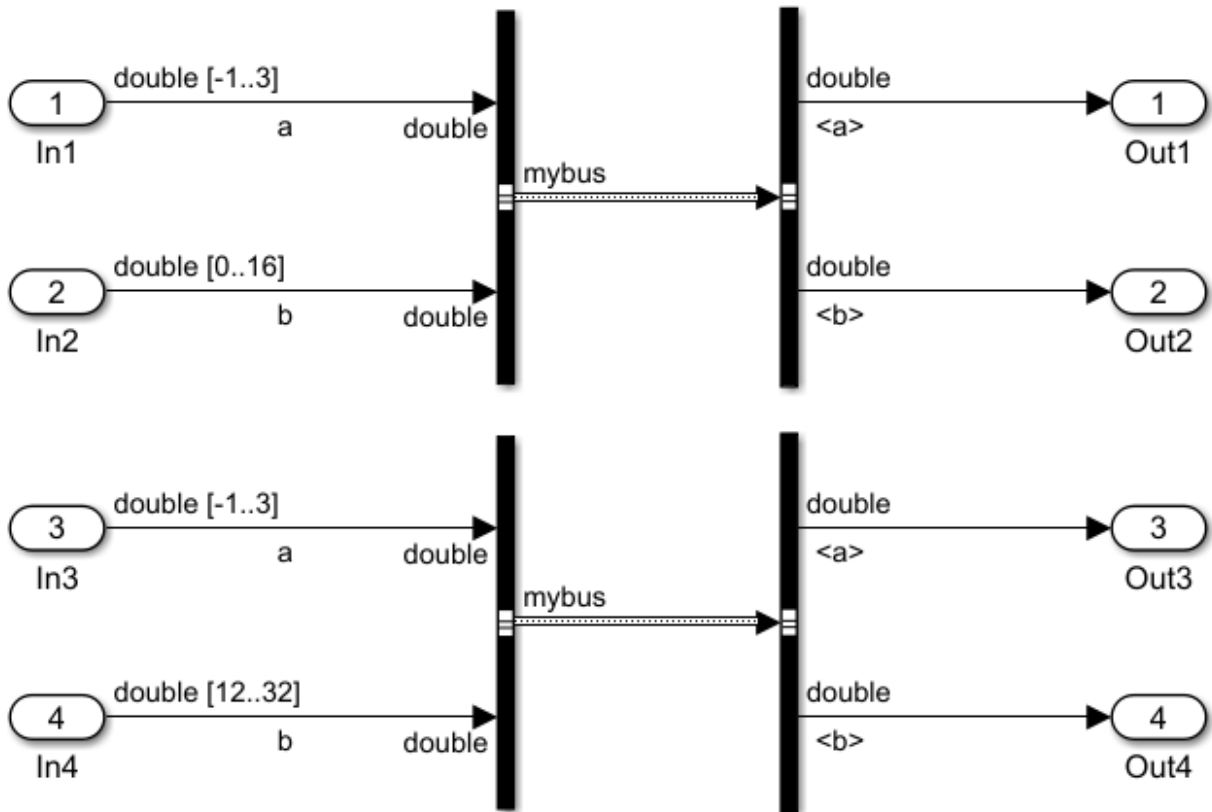 double [-1..3]
double
1
1
a
double
<a>
In1
Out1
mybus
double [0..16]
double
2
2
b
double
<b>
In2
Out2
double [-1..3]
double
3
3
a
double
<a>
In3
Out3
mybus
double [12..32]
double
4
4
b
double
<b>
In4
Out4